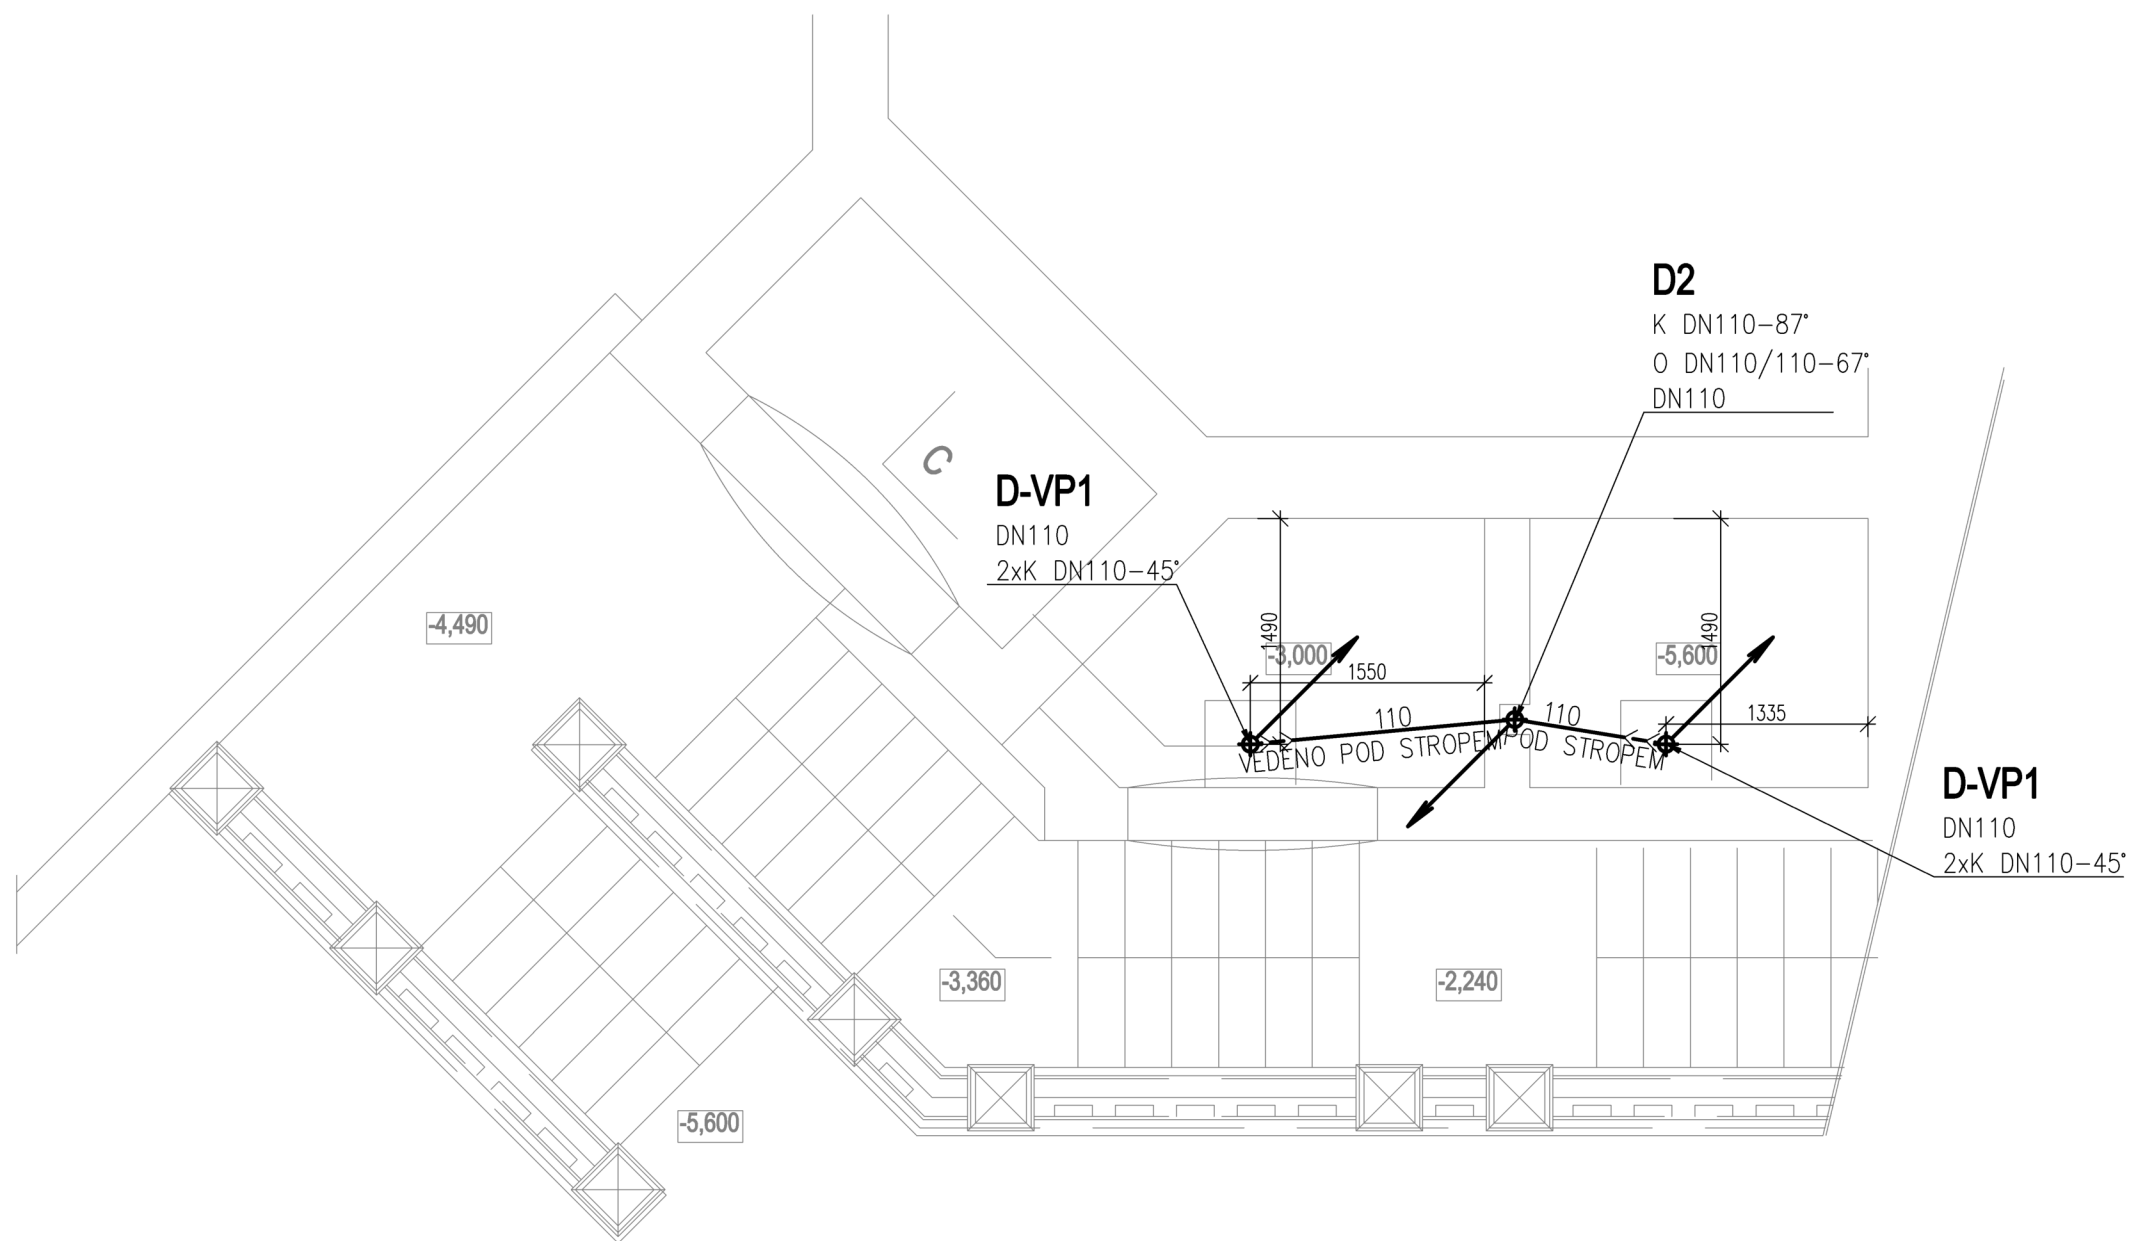 D2
K DN110-87°
O DN110/110-67°
DN110
C
D-VP1
DN110
2xK DN110-45°
-4,490
1490
-3,000
1550
1490
-5,600
110
110
1335
VEDENO POD STROPEM
POD STROPEM
D-VP1
DN110
2xK DN110-45°
-3,360
-2,240
-5,600